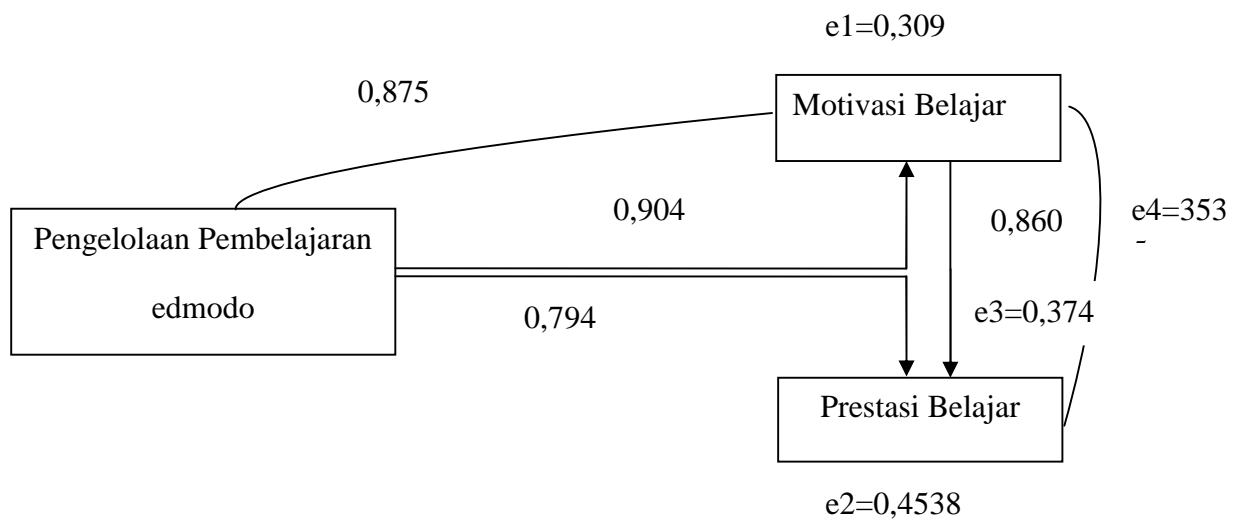 e1=0,309
0,875
Motivasi Belajar
0,904
0,860
e4=353
-
Pengelolaan Pembelajaran
edmodo
0,794
e3=0,374
Prestasi Belajar
e2=0,4538